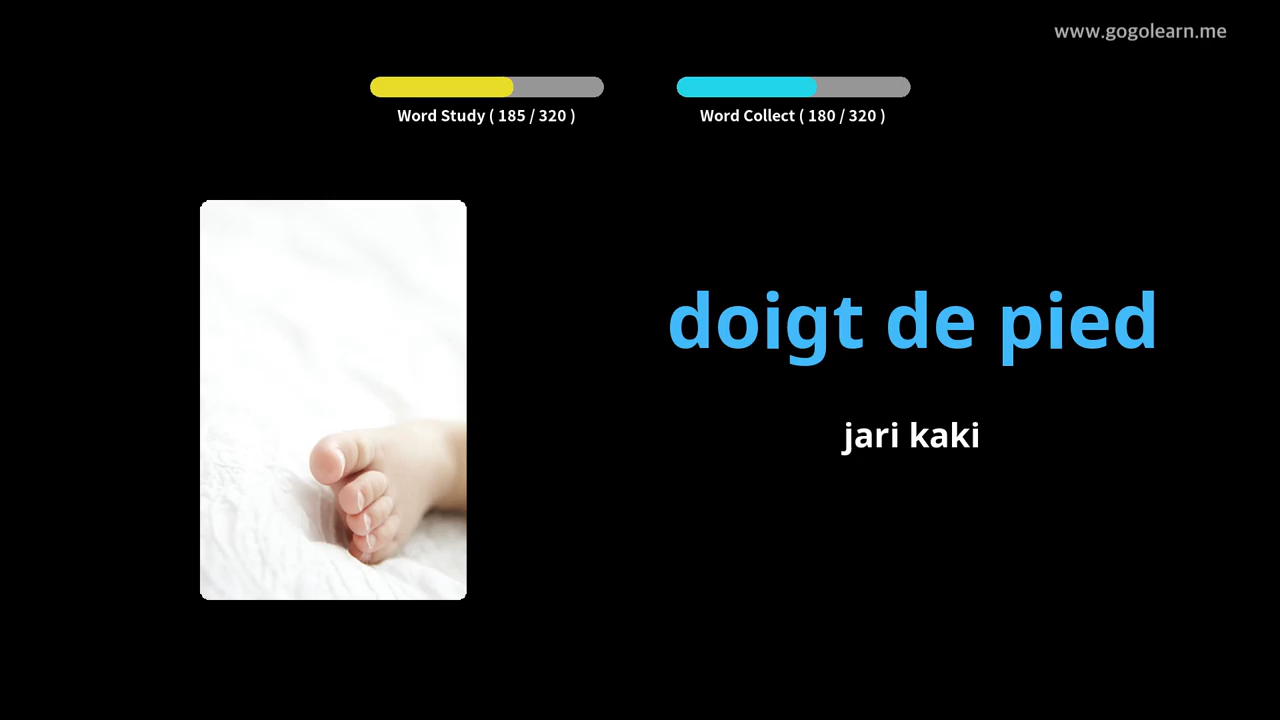 www.gogolearn.me
Word Study ( 185 / 320 )
Word Collect ( 180 / 320 )
doigt de pied
jari kaki